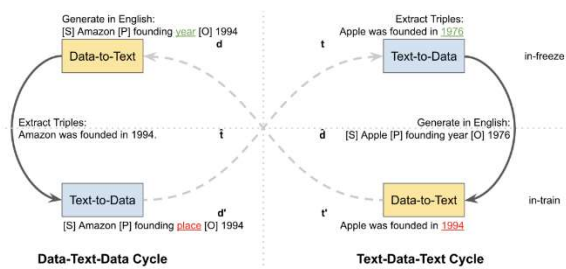 Generate in English:
[S] Amazon [P] founding year [O] 1994
Data-to-Text
d
Extract Triples:
Amazon was founded in 1994.
t̂
Text-to-Data
d'
[S] Amazon [P] founding place [O] 1994
Data-Text-Data Cycle
Extract Triples:
Apple was founded in 1976
t
Text-to-Data
in-freeze
Generate in English:
d̂
[S] Apple [P] founding year [O] 1976
Data-to-Text
in-train
t'
Apple was founded in 1994
Text-Data-Text Cycle